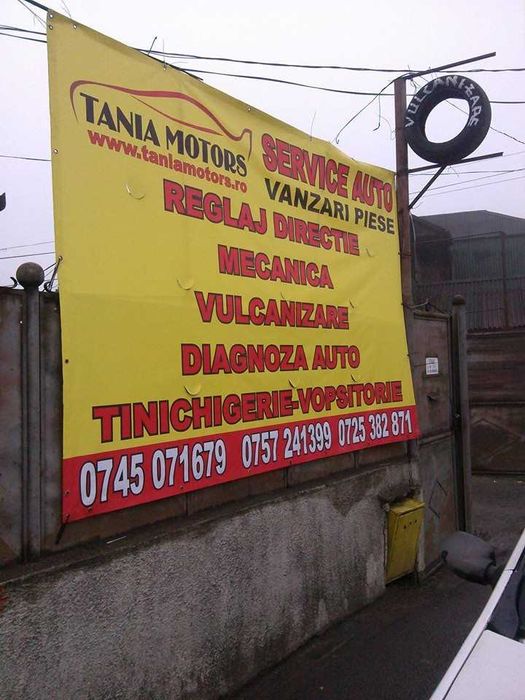 TANIA MOTORS
www.taniamotors.ro
SERVICE AUTO
VANZARI PIESE
REGLAJ DIRECTIE
MECANICA
VULCANIZARE
DIAGNOZA AUTO
TINICHIGERIE-VOPSITORIE
0745 071679 0757 241399 0725 382 871
VULCANIZARE